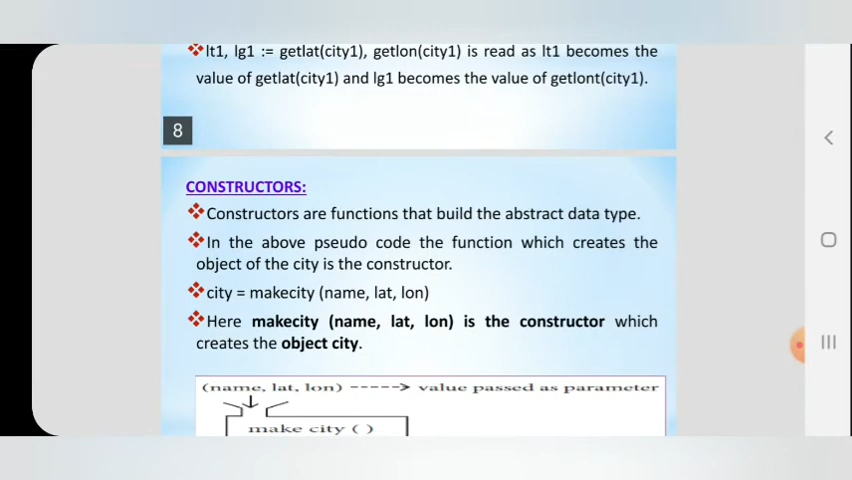 lt1, lg1 := getlat(city1), getlon(city1) is read as lt1 becomes the
value of getlat(city1) and lg1 becomes the value of getlont(city1).
8
CONSTRUCTORS:
Constructors are functions that build the abstract data type.
In the above pseudo code the function which creates the
object of the city is the constructor.
city = makecity (name, lat, lon)
Here makecity (name, lat, lon) is the constructor which
creates the object city.
(name, lat, lon) -----> value passed as parameter
make city ( )